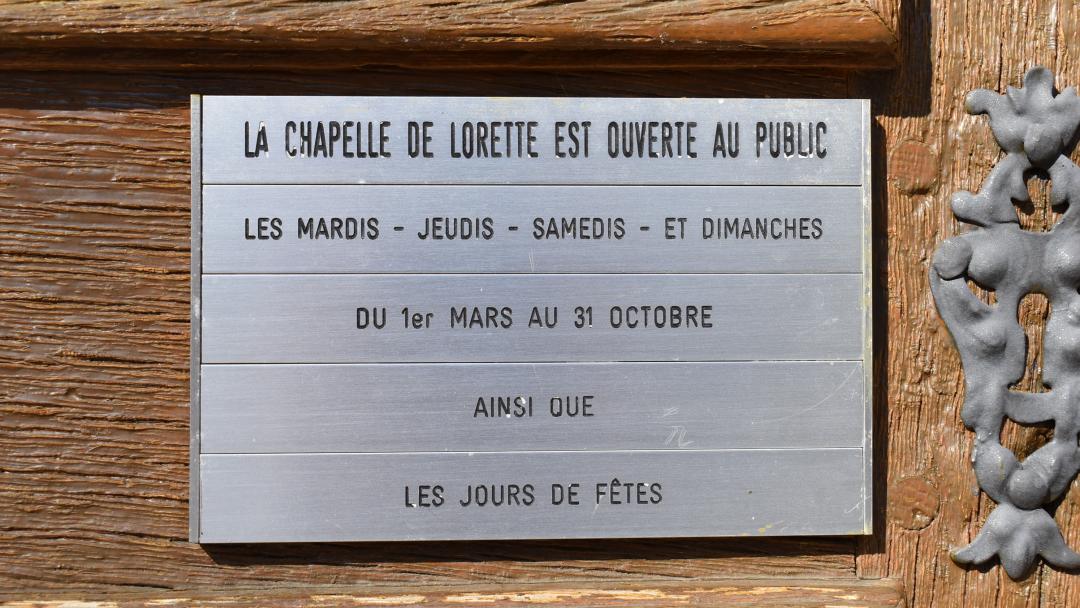 LA CHAPELLE DE LORETTE EST OUVERTE AU PUBLIC
LES MARDIS - JEUDIS - SAMEDIS - ET DIMANCHES
DU 1er MARS AU 31 OCTOBRE
AINSI QUE
LES JOURS DE FÊTES